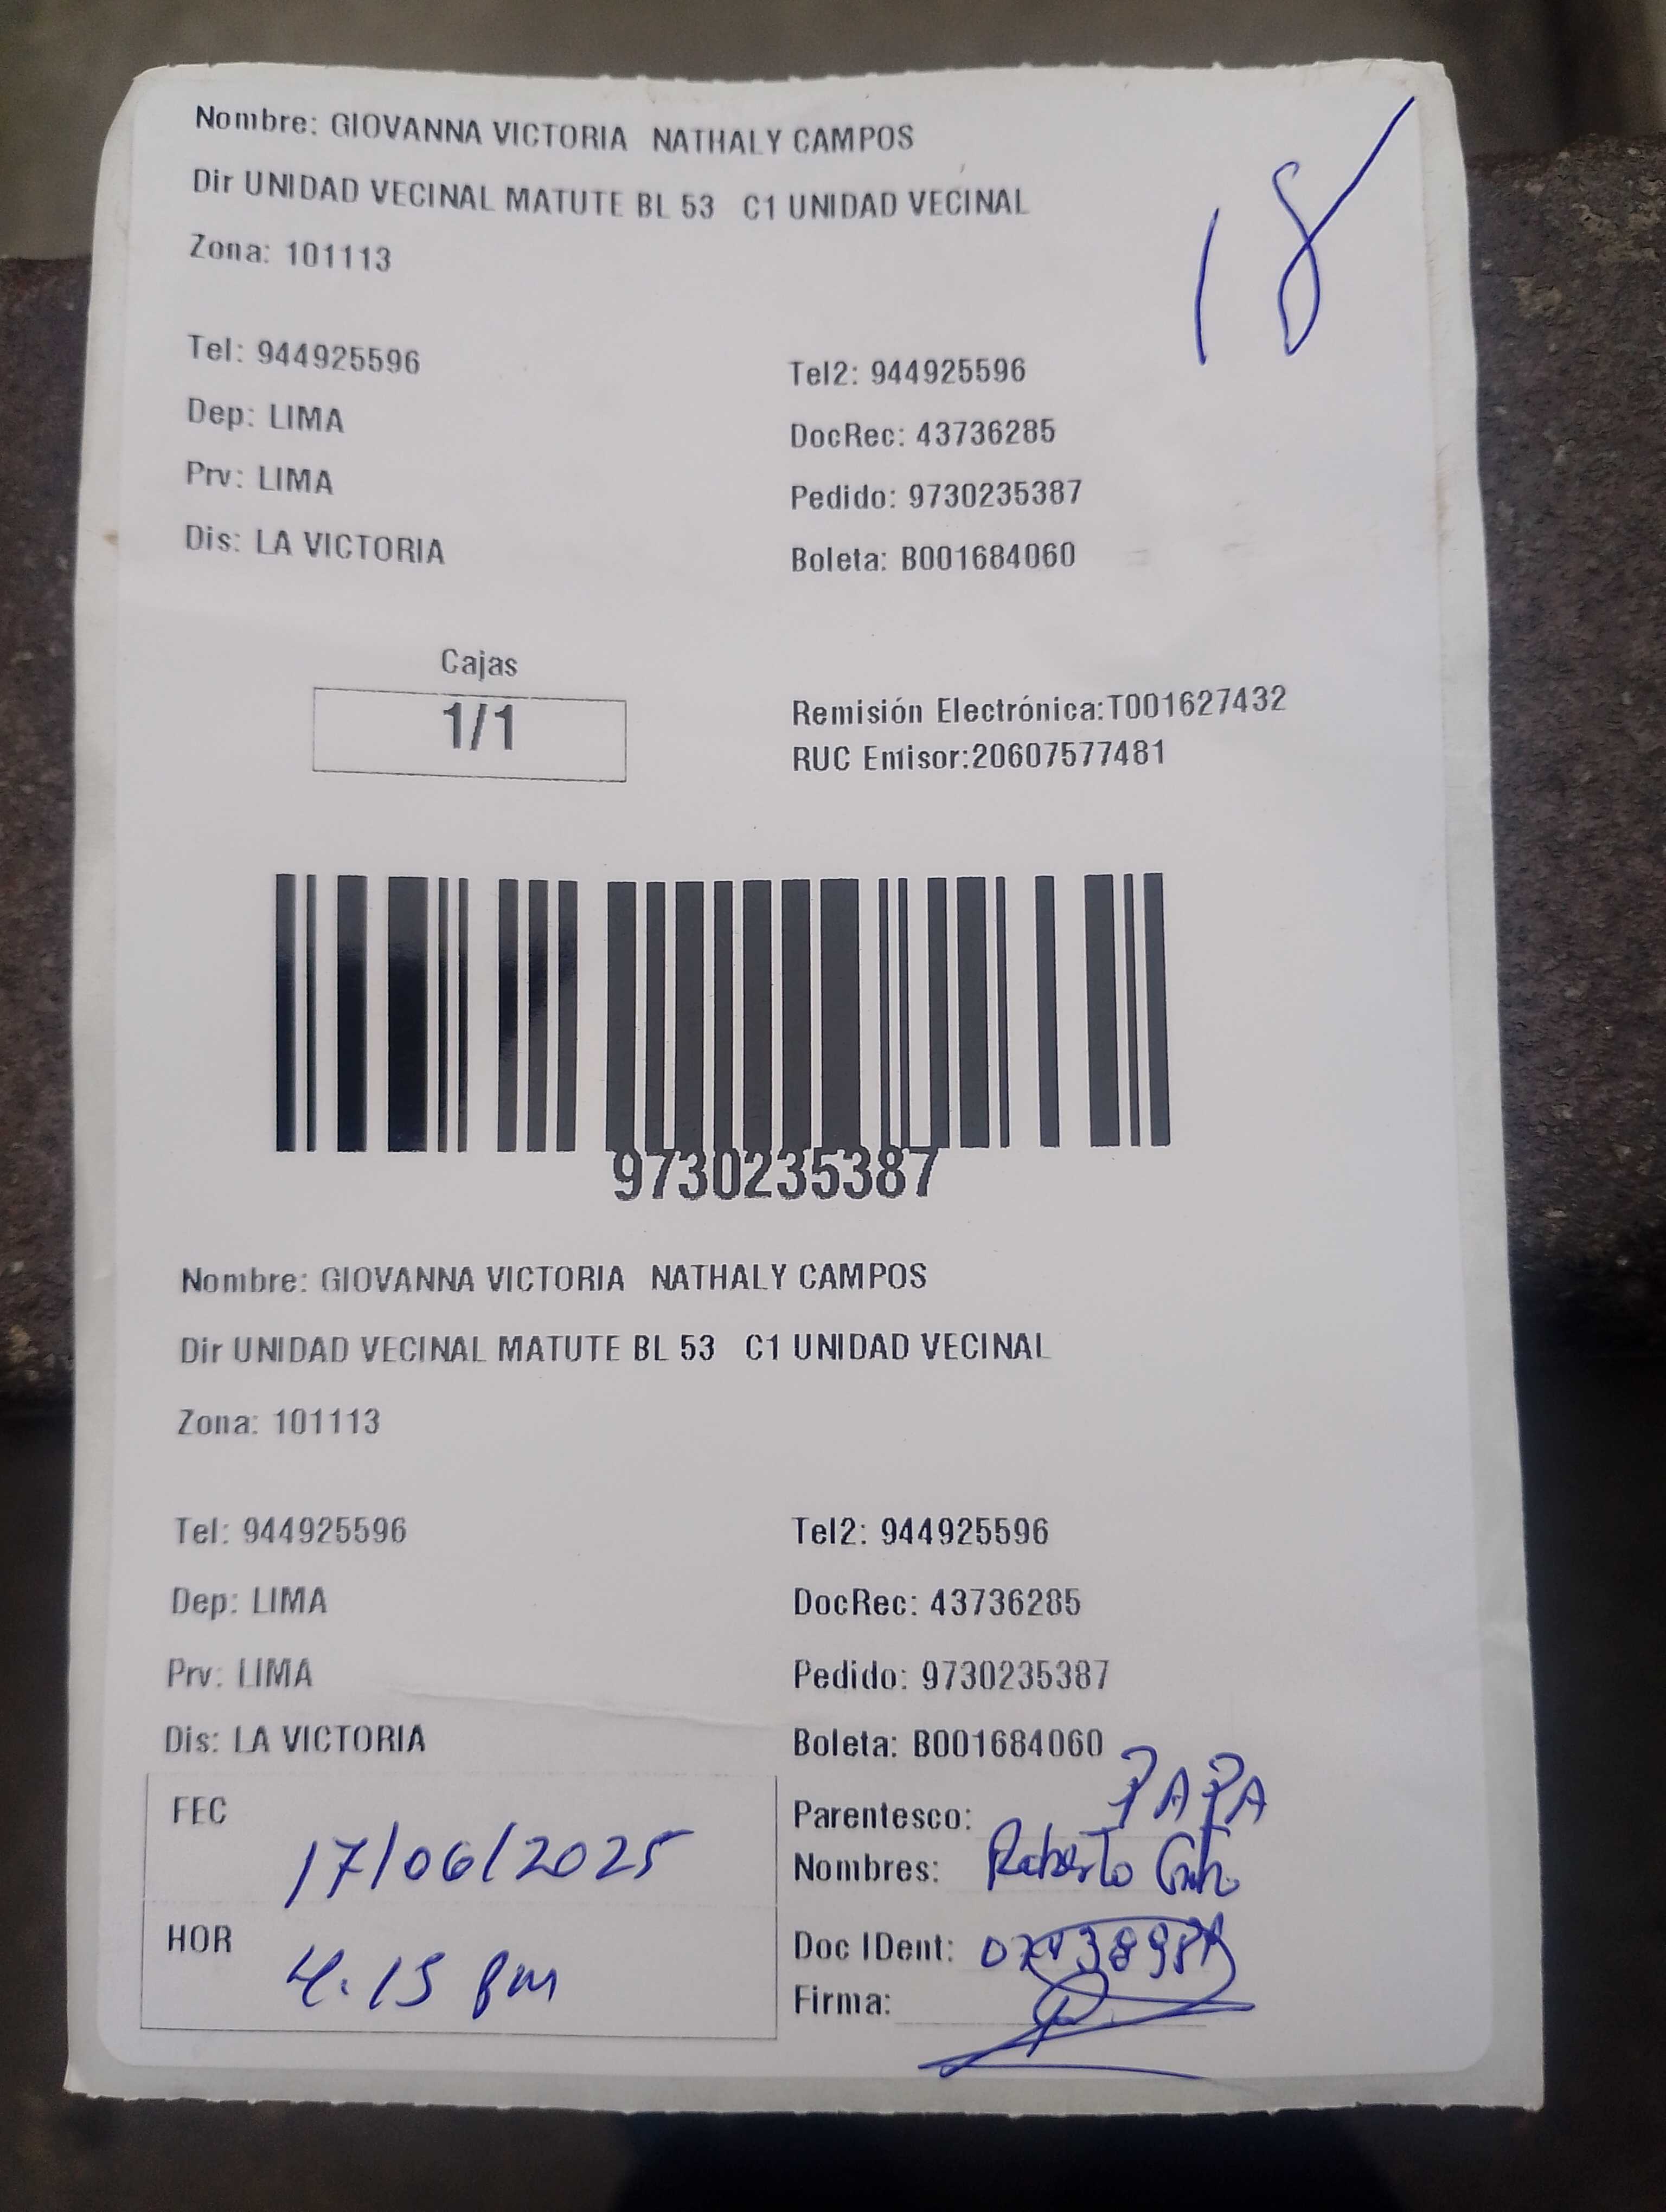 Nombre: GIOVANNA VICTORIA NATHALY CAMPOS
Dir UNIDAD VECINAL MATUTE BL 53 C1 UNIDAD VECINAL
Zona: 101113
18
Tel: 944925596 Tel2: 944925596
Dep: LIMA DocRec: 43736285
Prv: LIMA Pedido: 9730235387
Dis: LA VICTORIA Boleta: B001684060
Cajas
1/1
Remisión Electrónica:T001627432
RUC Emisor:20607577481
9730235387
Nombre: GIOVANNA VICTORIA NATHALY CAMPOS
Dir UNIDAD VECINAL MATUTE BL 53 C1 UNIDAD VECINAL
Zona: 101113
Tel: 944925596 Tel2: 944925596
Dep: LIMA DocRec: 43736285
Prv: LIMA Pedido: 9730235387
Dis: LA VICTORIA Boleta: B001684060
FEC 17/06/2025
HOR 4.15 pm
Parentesco: PAPA
Nombres: Roberto
Doc IDent:
Firma: